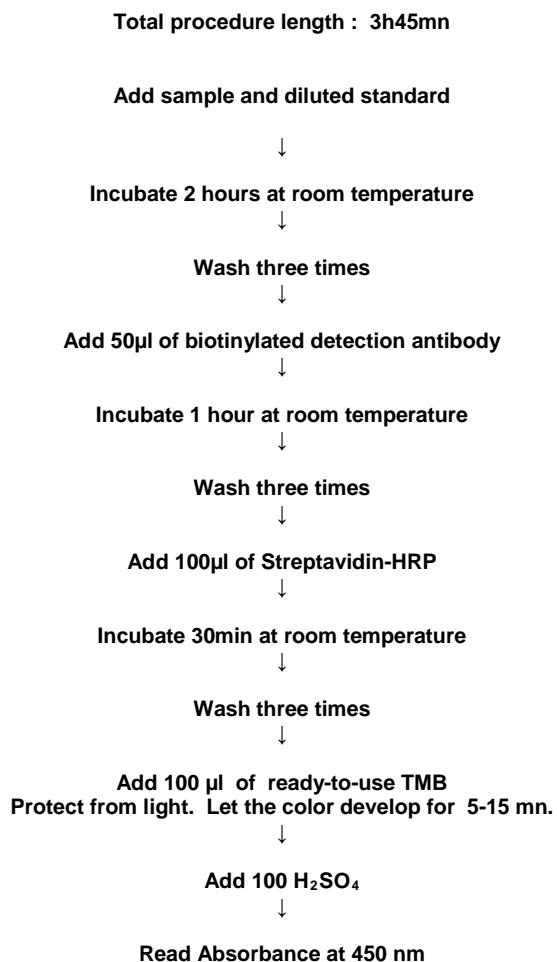 Total procedure length : 3h45mn
Add sample and diluted standard
↓
Incubate 2 hours at room temperature
↓
Wash three times
↓
Add 50µl of biotinylated detection antibody
↓
Incubate 1 hour at room temperature
↓
Wash three times
↓
Add 100µl of Streptavidin-HRP
↓
Incubate 30min at room temperature
↓
Wash three times
↓
Add 100 µl of ready-to-use TMB
Protect from light. Let the color develop for 5-15 mn.
↓
Add 100 H₂SO₄
↓
Read Absorbance at 450 nm